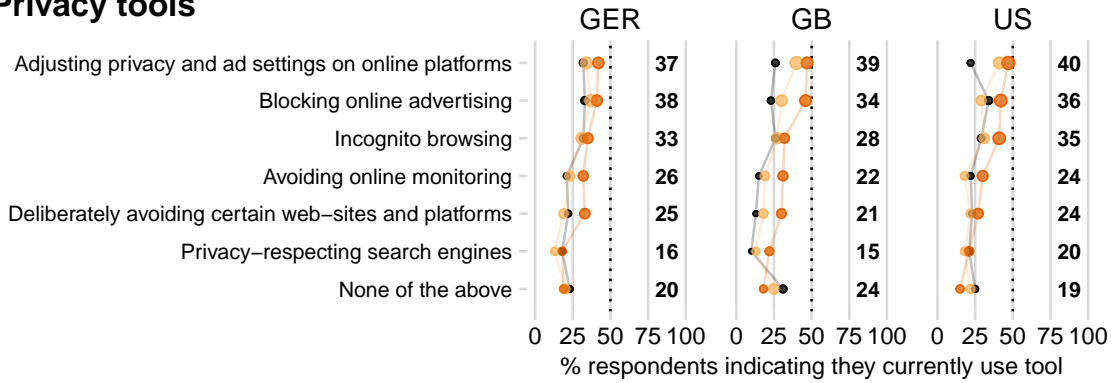 Privacy tools
GER GB US
Adjusting privacy and ad settings on online platforms 37 39 40
Blocking online advertising 38 34 36
Incognito browsing 33 28 35
Avoiding online monitoring 26 22 24
Deliberately avoiding certain web−sites and platforms 25 21 24
Privacy−respecting search engines 16 15 20
None of the above 20 24 19
0 25 50 75 100 0 25 50 75 100 0 25 50 75 100
% respondents indicating they currently use tool